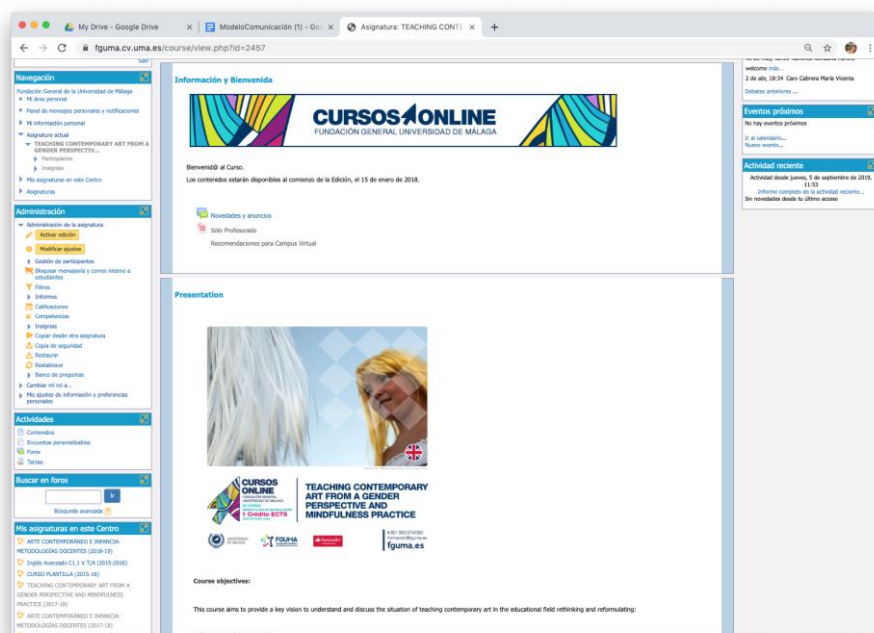 My Drive - Google Drive
ModeloComunicación (1) - Go
Asignatura: TEACHING CONTE
fguma.cv.uma.es/course/view.php?id=2457
Salir
Navegación
Fundación General de la Universidad de Málaga
Mi área personal
Panel de mensajes personales y notificaciones
Mi información personal
Asignatura actual
TEACHING CONTEMPORARY ART FROM A
GENDER PERSPECTIV...
Participantes
Insignias
Mis asignaturas en este Centro
Asignaturas
Administración
Administración de la asignatura
Activar edición
Modificar ajustes
Gestión de participantes
Bloquear mensajería y correo interno a
estudiantes
Filtros
Informes
Calificaciones
Competencias
Insignias
Copiar desde otra asignatura
Copia de seguridad
Restaurar
Restablecer
Banco de preguntas
Cambiar mi rol a...
Mis ajustes de información y preferencias
personales
Actividades
Contenidos
Encuestas personalizables
Foros
Tareas
Buscar en foros
Ir
Búsqueda avanzada
Mis asignaturas en este Centro
ARTE CONTEMPORÁNEO E INFANCIA:
METODOLOGÍAS DOCENTES (2018-19)
Inglés Avanzado C1.1 V T/A (2015-2016)
CURSO PLANTILLA (2015-16)
TEACHING CONTEMPORARY ART FROM A
GENDER PERSPECTIVE AND MINDFULNESS
PRACTICE (2017-18)
ARTE CONTEMPORÁNEO E INFANCIA:
METODOLOGÍAS DOCENTES (2017-18)
Información y Bienvenida
CURSOS ONLINE
FUNDACIÓN GENERAL UNIVERSIDAD DE MÁLAGA
Bienvenid@ al Curso.
Los contenidos estarán disponibles al comienzo de la Edición, el 15 de enero de 2018.
Novedades y anuncios
Sólo Profesorado
Recomendaciones para Campus Virtual
Presentation
CURSOS
ONLINE
FUNDACIÓN GENERAL
UNIVERSIDAD DE MÁLAGA
1 Crédito ECTS
TEACHING CONTEMPORARY
ART FROM A GENDER
PERSPECTIVE AND
MINDFULNESS PRACTICE
UNIVERSIDAD
DE MÁLAGA
FGUMA
Santander
fguma.es
Course objectives:
This course aims to provide a key vision to understand and discuss the situation of teaching contemporary art in the educational field rethinking and reformulating:
welcome más...
2 de abr, 18:34 Caro Cabrera María Vicenta
Debates anteriores ...
Eventos próximos
No hay eventos próximos
Ir al calendario...
Nuevo evento...
Actividad reciente
Actividad desde jueves, 5 de septiembre de 2019,
11:53
Informe completo de la actividad reciente...
Sin novedades desde tu último acceso